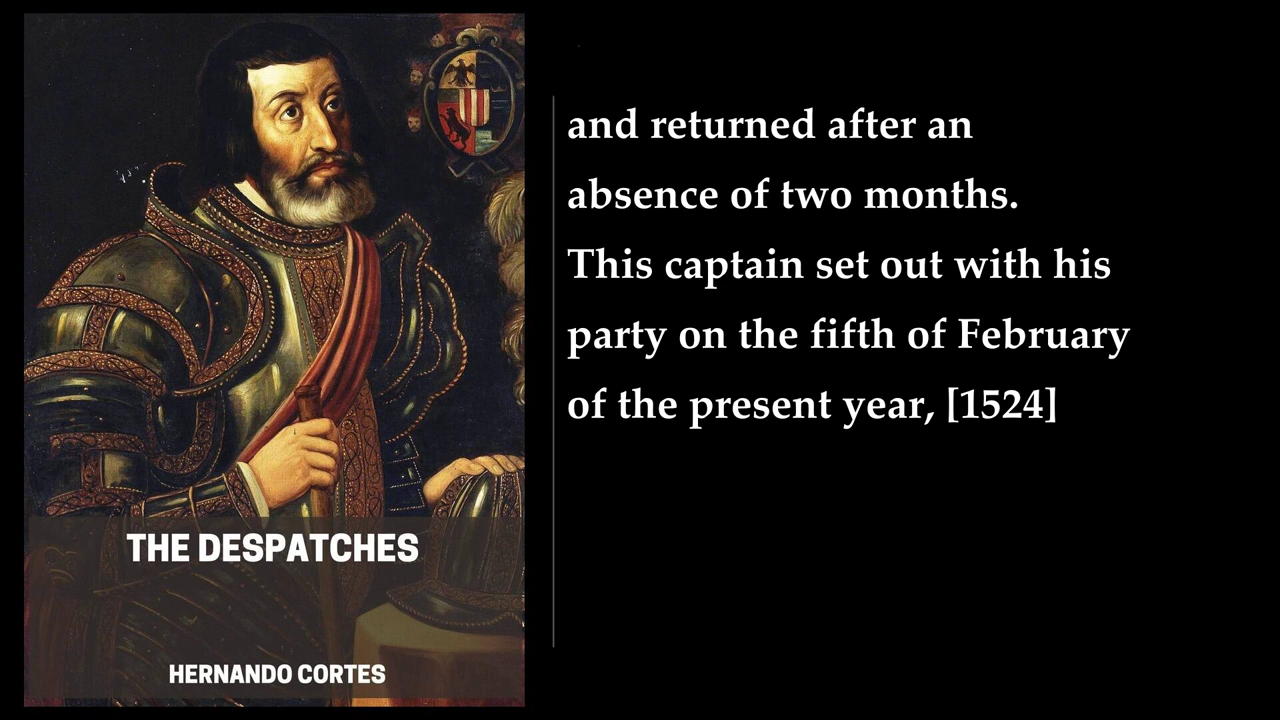 THE DESPATCHES
HERNANDO CORTES
and returned after an
absence of two months.
This captain set out with his
party on the fifth of February
of the present year, [1524]